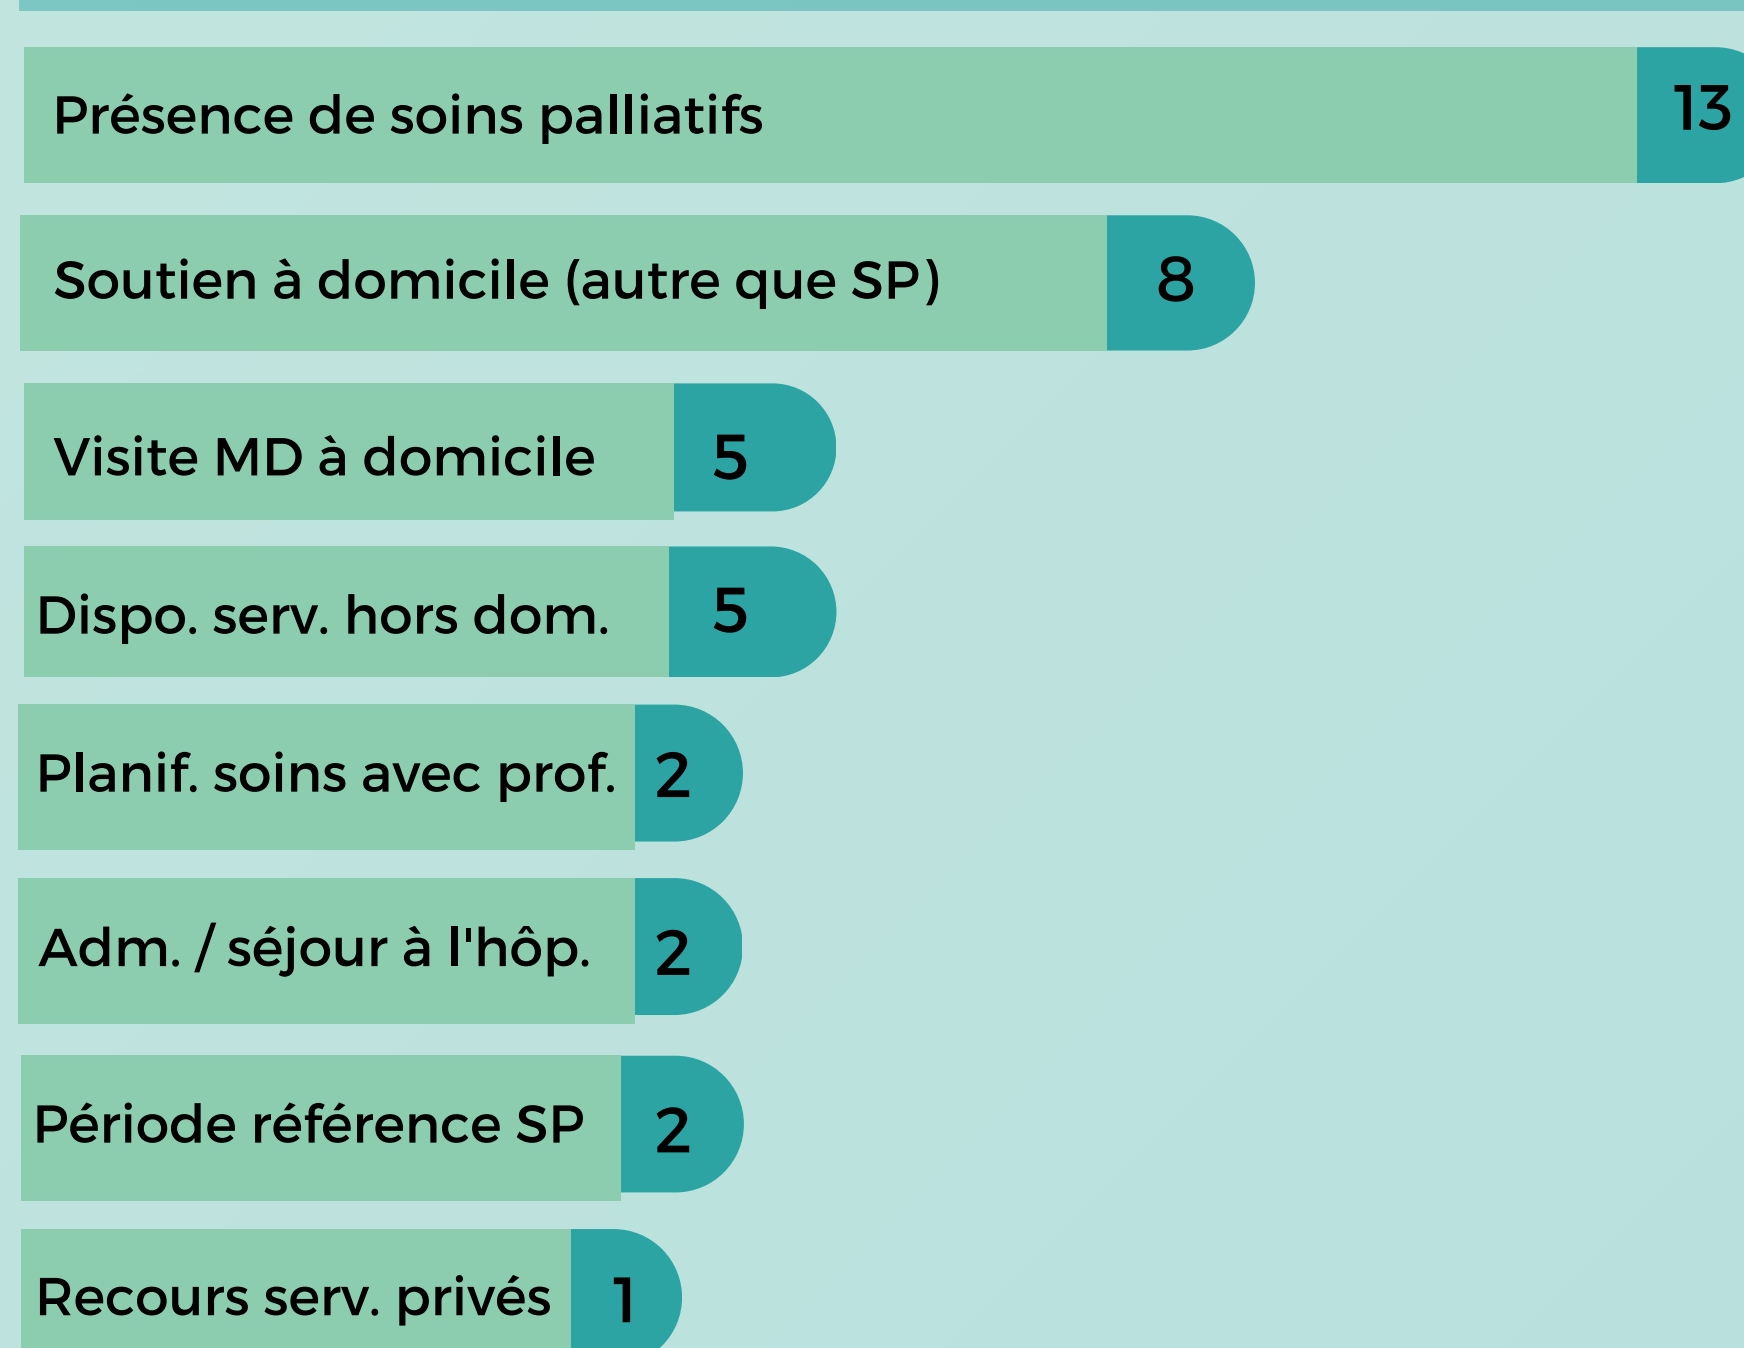 Présence de soins palliatifs 13
Soutien à domicile (autre que SP) 8
Visite MD à domicile 5
Dispo. serv. hors dom. 5
Planif. soins avec prof. 2
Adm. / séjour à l'hôp. 2
Période référence SP 2
Recours serv. privés 1